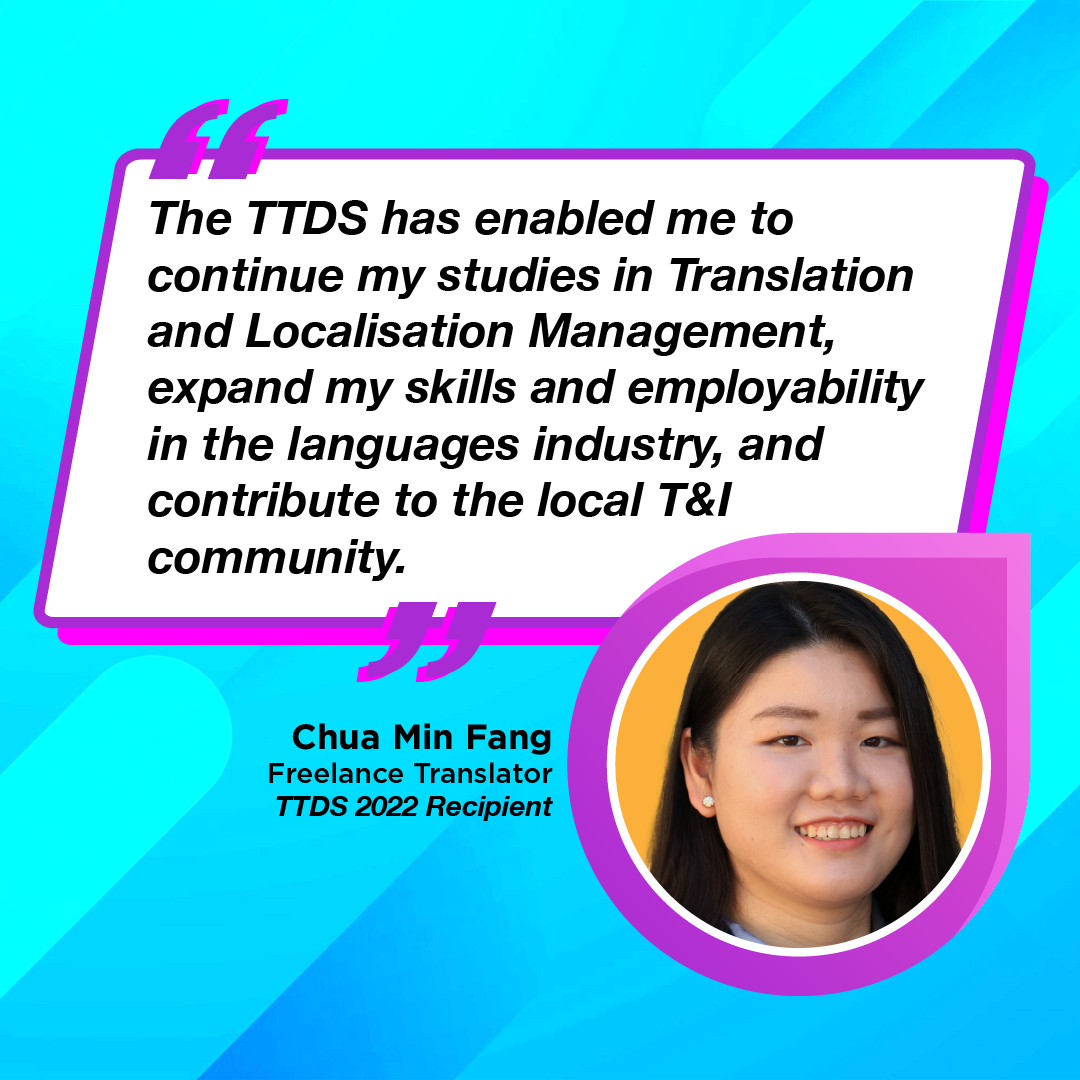 “
The TTDS has enabled me to
continue my studies in Translation
and Localisation Management,
expand my skills and employability
in the languages industry, and
contribute to the local T&I
community.
”
Chua Min Fang
Freelance Translator
TTDS 2022 Recipient